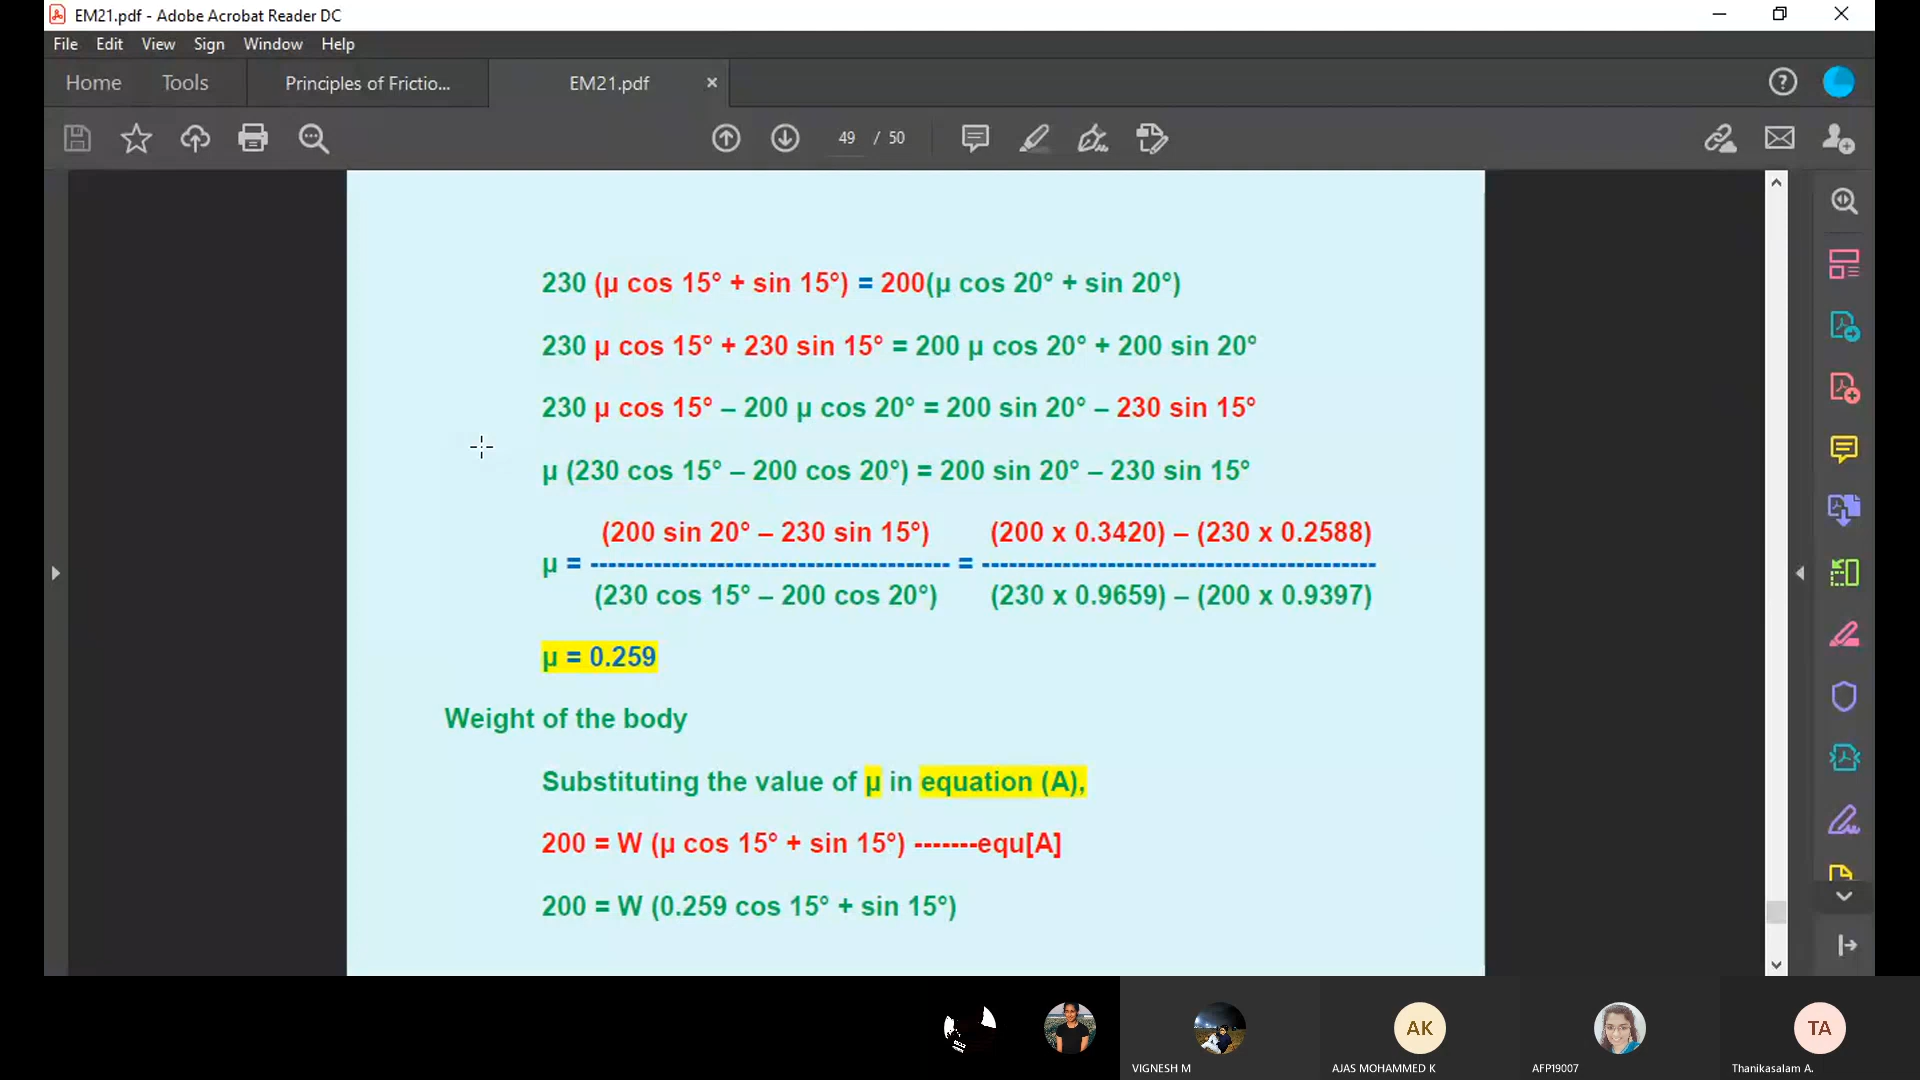 EM21.pdf - Adobe Acrobat Reader DC
File Edit View Sign Window Help
Home Tools Principles of Frictio... EM21.pdf ×
49 / 50
230 (μ cos 15° + sin 15°) = 200(μ cos 20° + sin 20°)
230 μ cos 15° + 230 sin 15° = 200 μ cos 20° + 200 sin 20°
230 μ cos 15° – 200 μ cos 20° = 200 sin 20° – 230 sin 15°
μ (230 cos 15° – 200 cos 20°) = 200 sin 20° – 230 sin 15°
(200 sin 20° – 230 sin 15°) (200 x 0.3420) – (230 x 0.2588)
μ = ---------------------------------------- = --------------------------------------------
(230 cos 15° – 200 cos 20°) (230 x 0.9659) – (200 x 0.9397)
μ = 0.259
Weight of the body
Substituting the value of μ in equation (A),
200 = W (μ cos 15° + sin 15°) -------equ[A]
200 = W (0.259 cos 15° + sin 15°)
AK TA
VIGNESH M AJAS MOHAMMED K AFP19007 Thanikasalam A.